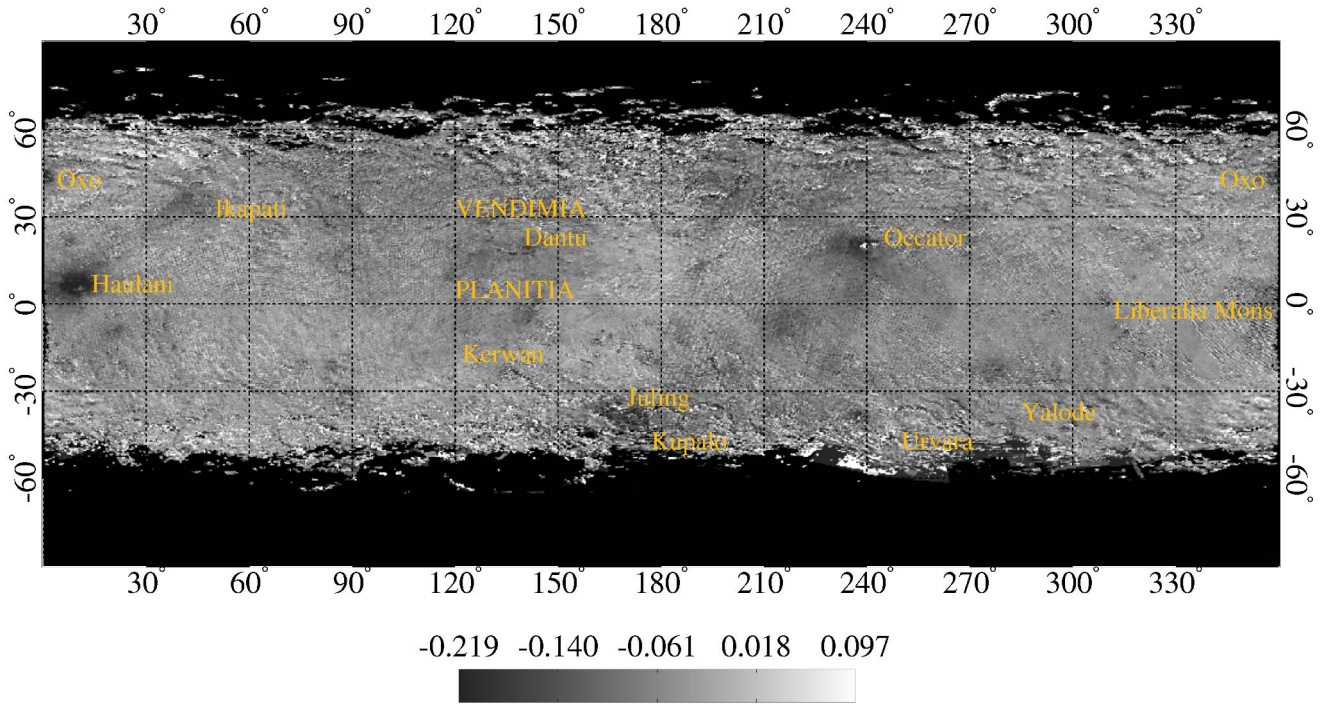 30° 60° 90° 120° 150° 180° 210° 240° 270° 300° 330°
60° 60°
Oxo Oxo
Ikapati VENDIMIA
30° 30°
Dantu Occator
Haulani PLANITIA
0° 0°
Liberalia Mons
Kerwan
-30° -30°
Juling Yalode
Kupalo Urvara
-60° -60°
30° 60° 90° 120° 150° 180° 210° 240° 270° 300° 330°
-0.219 -0.140 -0.061 0.018 0.097